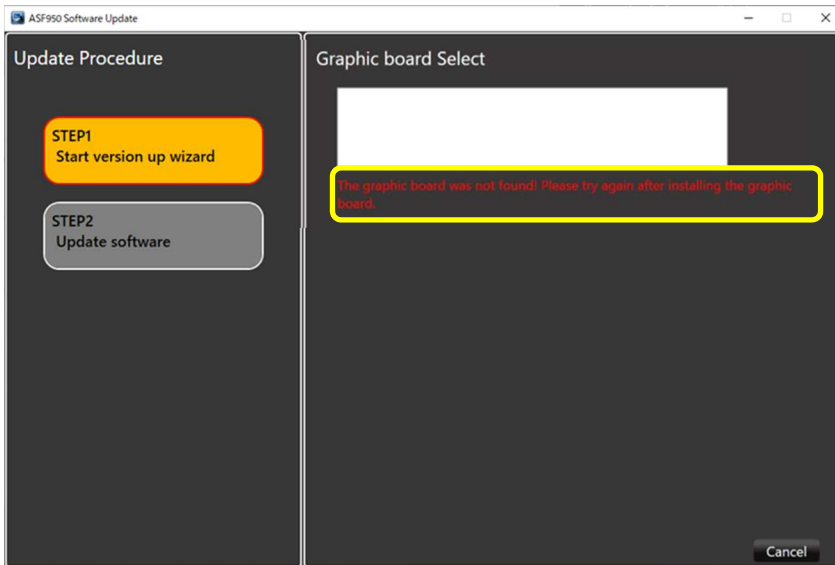 ASF950 Software Update
Update Procedure
STEP1
Start version up wizard
STEP2
Update software
Graphic board Select
The graphic board was not found! Please try again after installing the graphic
board.
Cancel